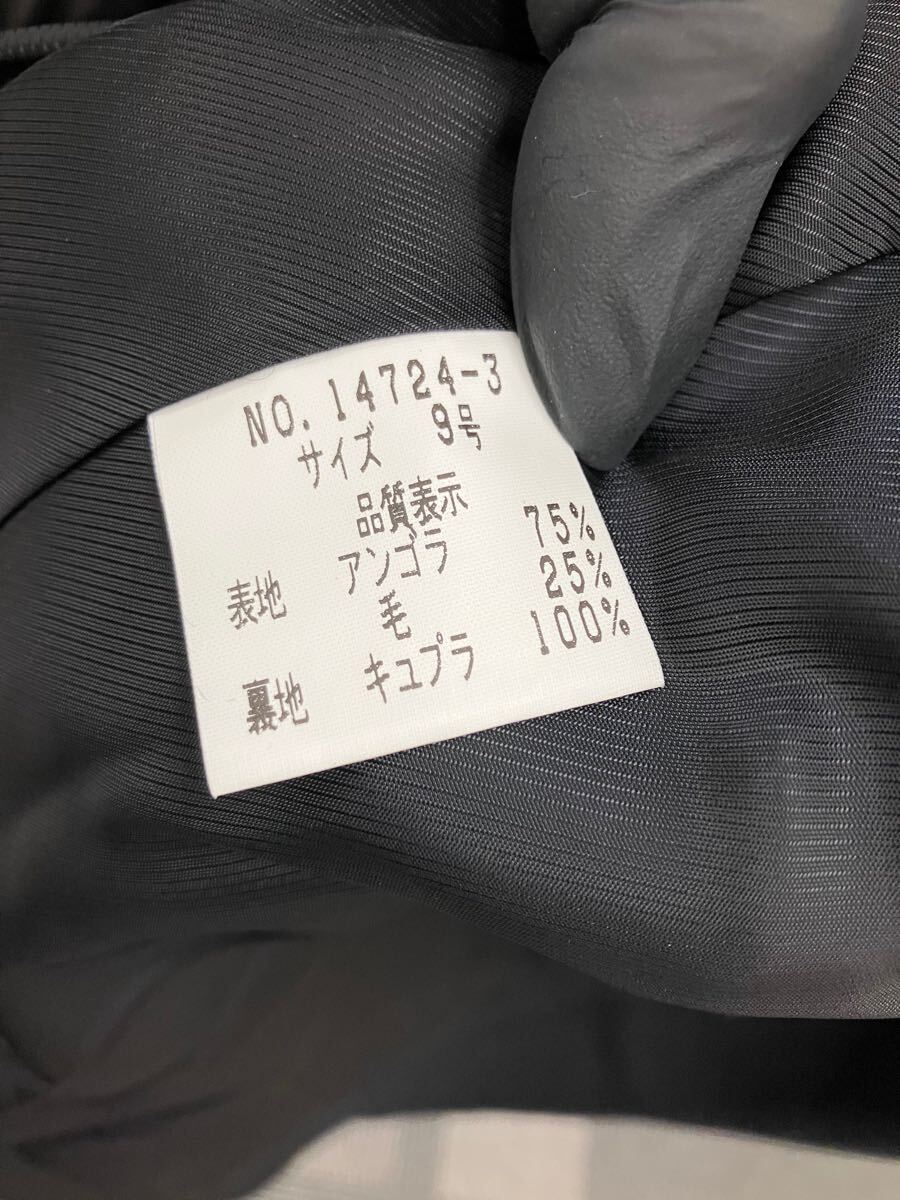 NO. 14724-3
サイズ 9号
品質表示
表地 アンゴラ 75%
毛 25%
裏地 キュプラ 100%